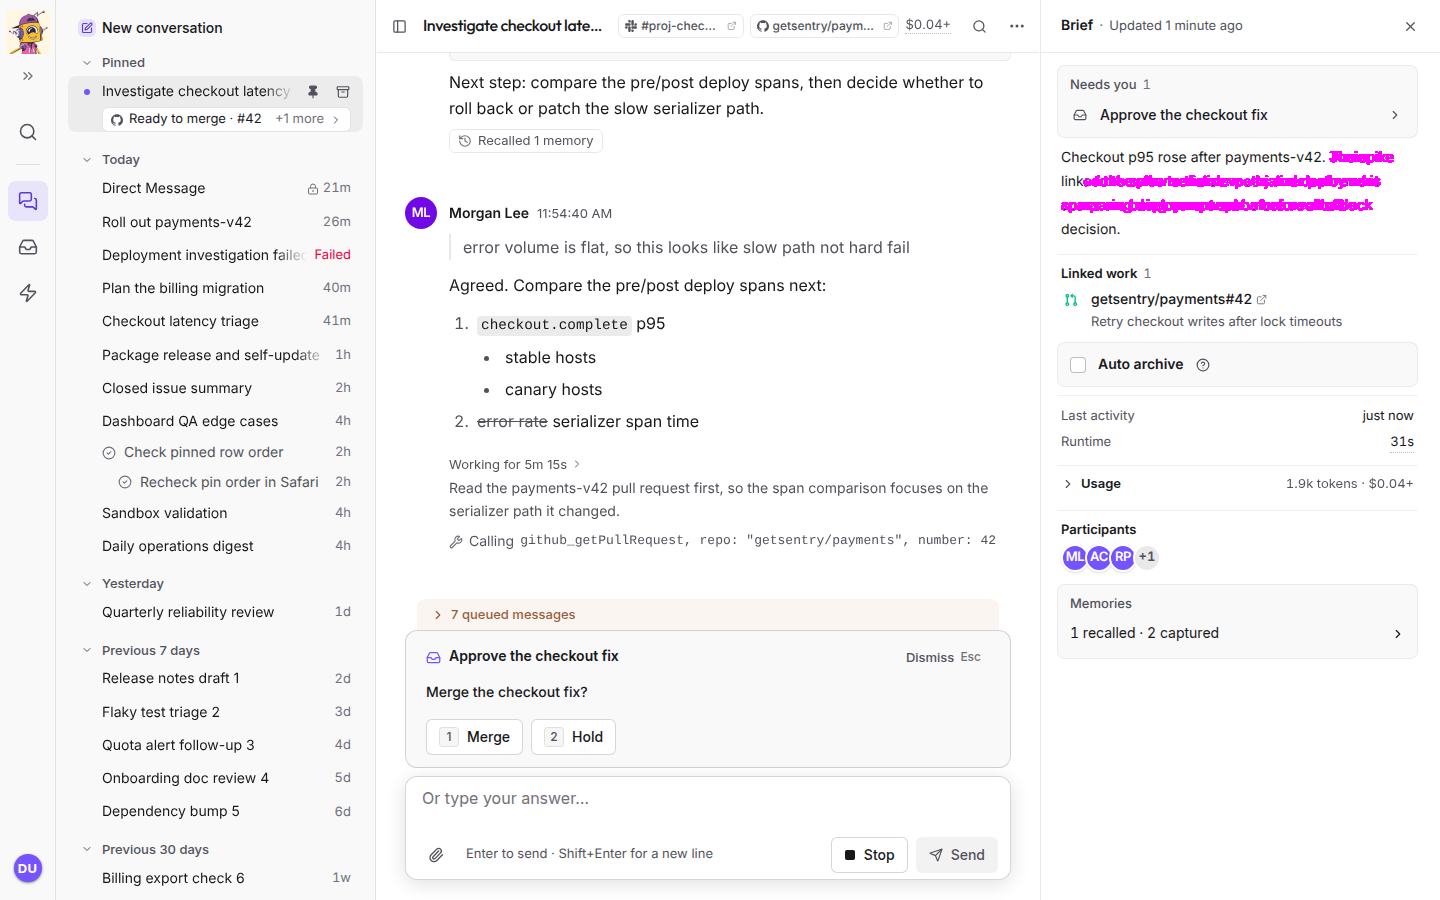 New conversation
Pinned
Investigate checkout latency
Ready to merge · #42 +1 more
Today
Direct Message 21m
Roll out payments-v42 26m
Deployment investigation failed Failed
Plan the billing migration 40m
Checkout latency triage 41m
Package release and self-update 1h
Closed issue summary 2h
Dashboard QA edge cases 4h
Check pinned row order 2h
Recheck pin order in Safari 2h
Sandbox validation 4h
Daily operations digest 4h
Yesterday
Quarterly reliability review 1d
Previous 7 days
Release notes draft 1 2d
Flaky test triage 2 3d
Quota alert follow-up 3 4d
Onboarding doc review 4 5d
Dependency bump 5 6d
Previous 30 days
Billing export check 6 1w
DU
Investigate checkout late... #proj-chec... getsentry/paym... $0.04+
Next step: compare the pre/post deploy spans, then decide whether to
roll back or patch the slow serializer path.
Recalled 1 memory
ML Morgan Lee 11:54:40 AM
error volume is flat, so this looks like slow path not hard fail
Agreed. Compare the pre/post deploy spans next:
1. checkout.complete p95
• stable hosts
• canary hosts
2. error rate serializer span time
Working for 5m 15s
Read the payments-v42 pull request first, so the span comparison focuses on the
serializer path it changed.
Calling github_getPullRequest, repo: "getsentry/payments", number: 42
7 queued messages
Approve the checkout fix Dismiss Esc
Merge the checkout fix?
1 Merge 2 Hold
Or type your answer...
Enter to send · Shift+Enter for a new line Stop Send
Brief · Updated 1 minute ago
Needs you 1
Approve the checkout fix
Checkout p95 rose after payments-v42.
decision.
Linked work 1
getsentry/payments#42
Retry checkout writes after lock timeouts
Auto archive
Last activity just now
Runtime 31s
Usage 1.9k tokens · $0.04+
Participants
ML AC RP +1
Memories
1 recalled · 2 captured